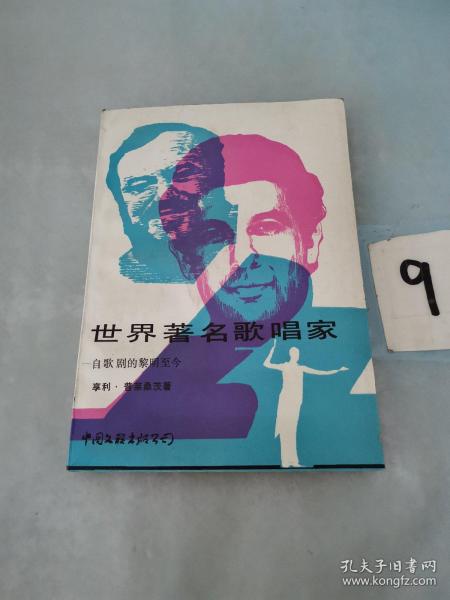 世界著名歌唱家
—自歌剧的黎明至今
亨利·普莱桑茨著
中国文联出版公司
9
孔夫子旧书网
www.kongfz.com